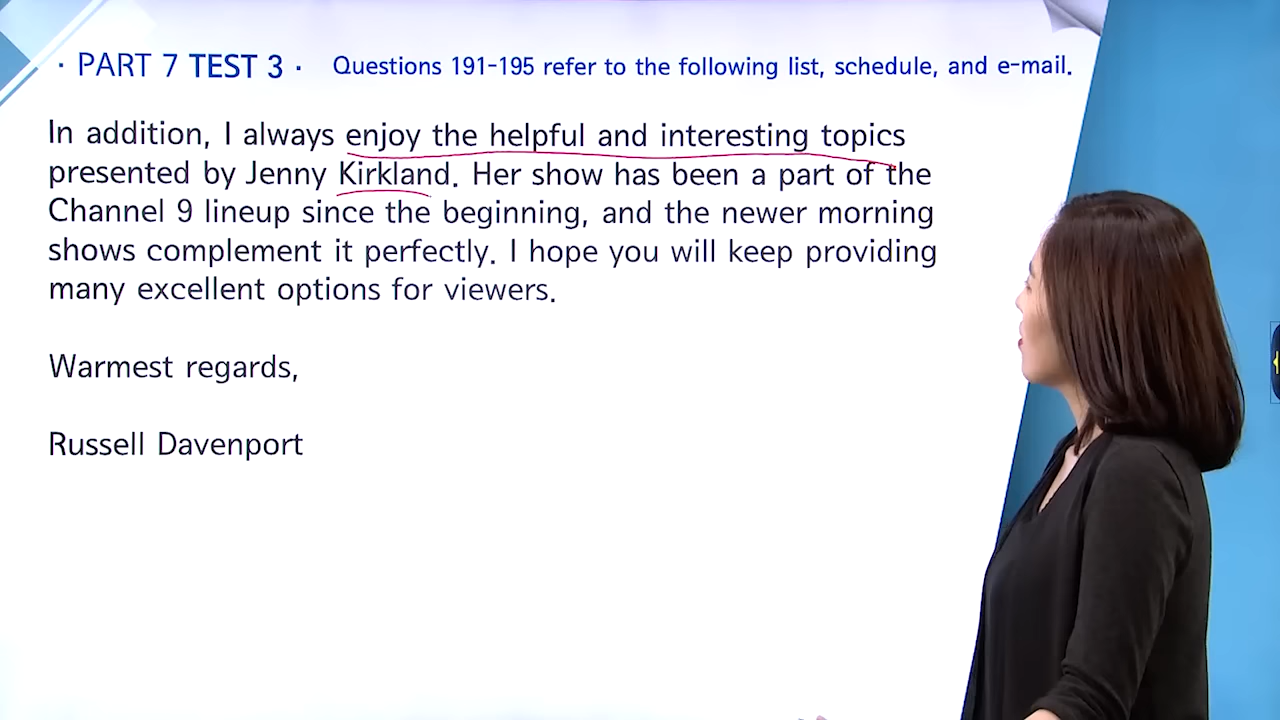 · PART 7 TEST 3 · Questions 191-195 refer to the following list, schedule, and e-mail.
In addition, I always enjoy the helpful and interesting topics
presented by Jenny Kirkland. Her show has been a part of the
Channel 9 lineup since the beginning, and the newer morning
shows complement it perfectly. I hope you will keep providing
many excellent options for viewers.
Warmest regards,
Russell Davenport